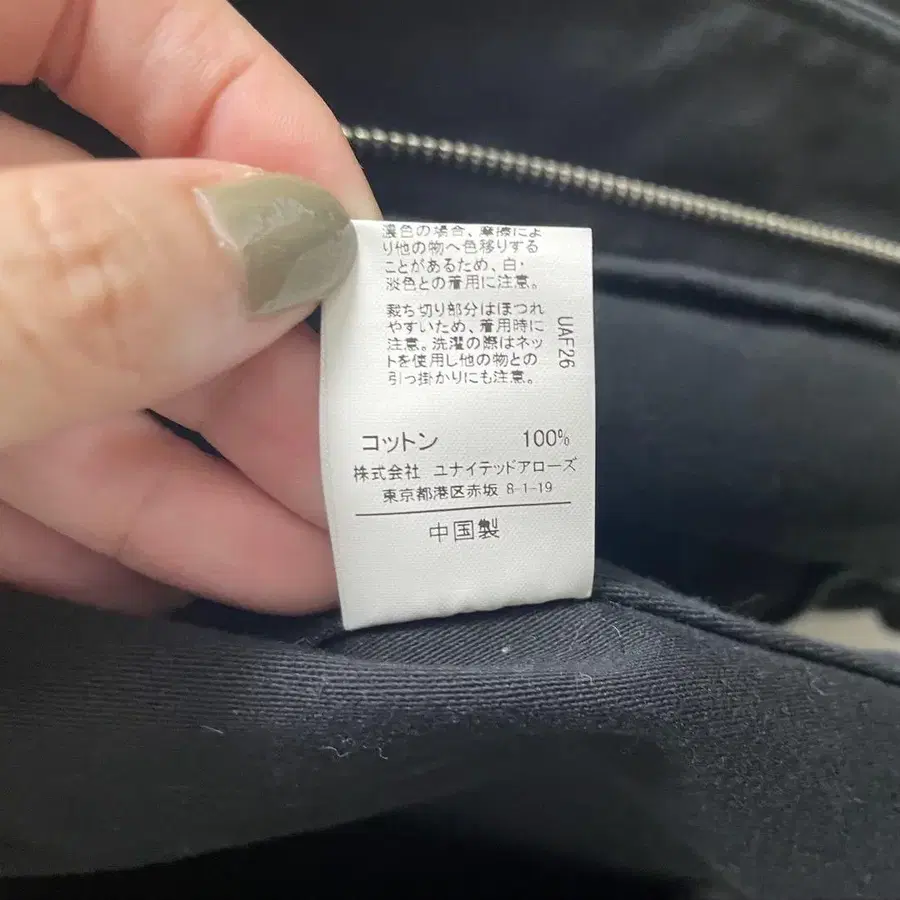 濃色の場合、摩擦によ
り他の物へ色移りする
ことがあるため、白・
淡色との着用に注意。
裁ち切り部分はほつれ
やすいため、着用時に
注意。洗濯の際はネッ
トを使用し他の物との
引っ掛かりにも注意。
UAF26
コットン 100%
株式会社 ユナイテッドアローズ
東京都港区赤坂 8-1-19
中国製